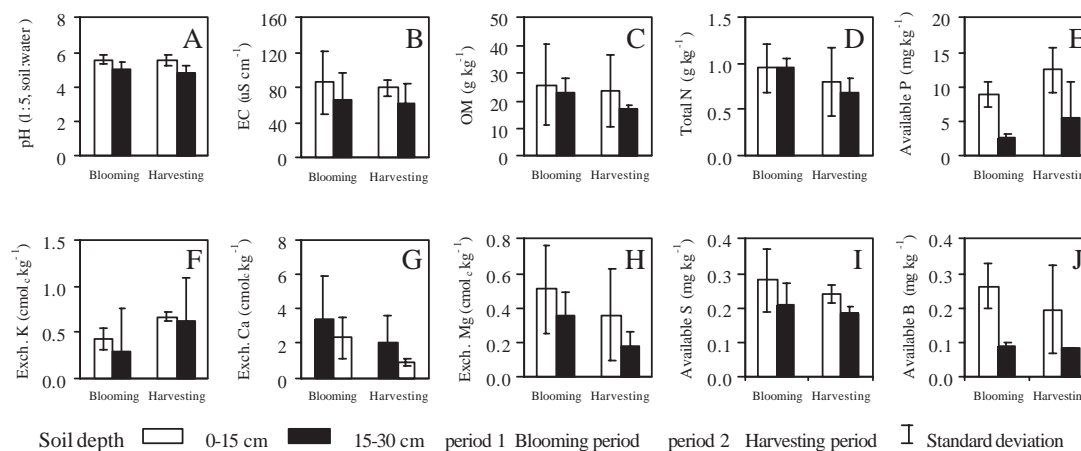 8 6 4 2 0 pH (1:5, soil:water) A Blooming Harvesting
160 120 80 40 0 EC (uS cm-1) B Blooming Harvesting
50 40 30 20 10 0 OM (g kg-1) C Blooming Harvesting
1.5 1.0 0.5 0.0 Total N (g kg-1) D Blooming Harvesting
20 15 10 5 0 Available P (mg kg-1) E Blooming Harvesting
1.5 1.0 0.5 0.0 Exch. K (cmolc kg-1) F Blooming Harvesting
8 6 4 2 0 Exch. Ca (cmolc kg-1) G Blooming Harvesting
0.8 0.6 0.4 0.2 0.0 Exch. Mg (cmolc kg-1) H Blooming Harvesting
0.4 0.3 0.2 0.1 0.0 Available S (mg kg-1) I Blooming Harvesting
0.4 0.3 0.2 0.1 0.0 Available B (mg kg-1) J Blooming Harvesting
Soil depth 0-15 cm 15-30 cm period 1 Blooming period period 2 Harvesting period Standard deviation